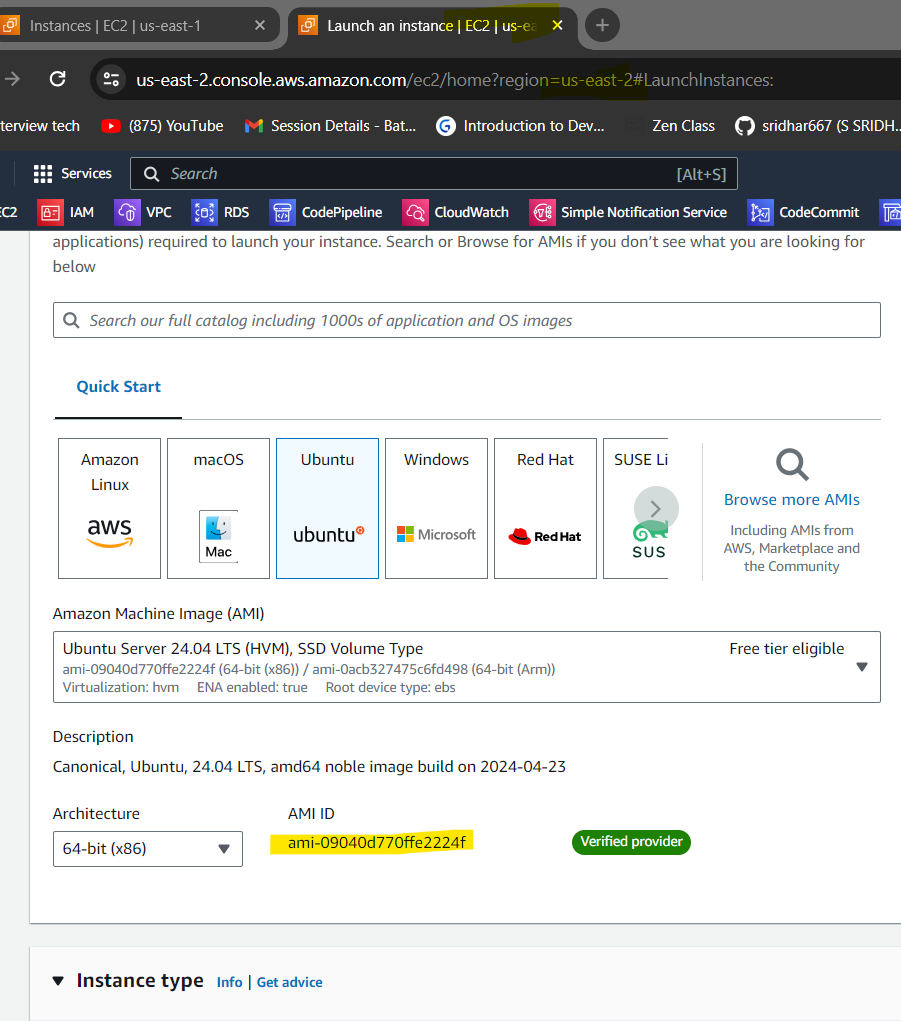 Instances | EC2 | us-east-1
Launch an instance | EC2 | us-ea
us-east-2.console.aws.amazon.com/ec2/home?region=us-east-2#LaunchInstances:
terview tech (875) YouTube Session Details - Bat... Introduction to Dev... Zen Class sridhar667 (S SRIDH...
Services Search [Alt+S]
EC2 IAM VPC RDS CodePipeline CloudWatch Simple Notification Service CodeCommit
applications) required to launch your instance. Search or Browse for AMIs if you don’t see what you are looking for
below
Search our full catalog including 1000s of application and OS images
Quick Start
Amazon
Linux
aws
macOS
Mac
Ubuntu
ubuntu
Windows
Microsoft
Red Hat
Red Hat
SUSE Li
SUS
Browse more AMIs
Including AMIs from
AWS, Marketplace and
the Community
Amazon Machine Image (AMI)
Ubuntu Server 24.04 LTS (HVM), SSD Volume Type Free tier eligible
ami-09040d770ffe2224f (64-bit (x86)) / ami-0acb327475c6fd498 (64-bit (Arm))
Virtualization: hvm ENA enabled: true Root device type: ebs
Description
Canonical, Ubuntu, 24.04 LTS, amd64 noble image build on 2024-04-23
Architecture AMI ID
64-bit (x86) ami-09040d770ffe2224f Verified provider
Instance type Info | Get advice